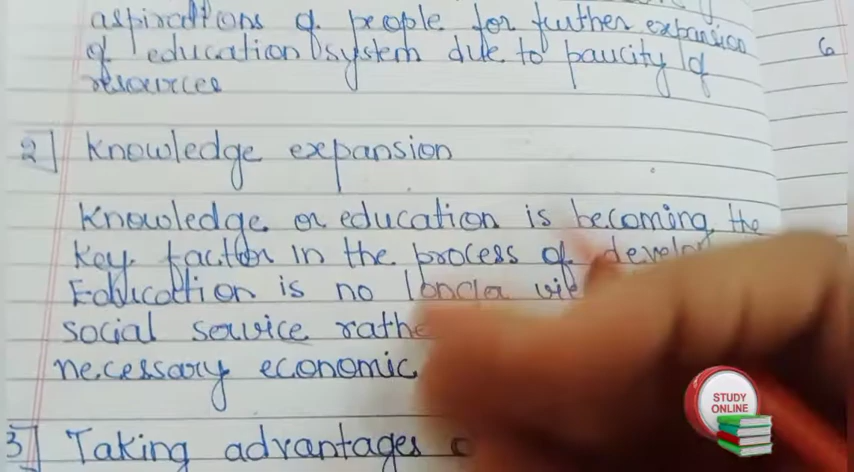 aspirations of people for further expansion
of education system due to paucity of
resources
6
2] Knowledge expansion
Knowledge or education is becoming the
key factor in the process of
Education is no
social service
necessary economic
3] Taking advantages
STUDY
ONLINE